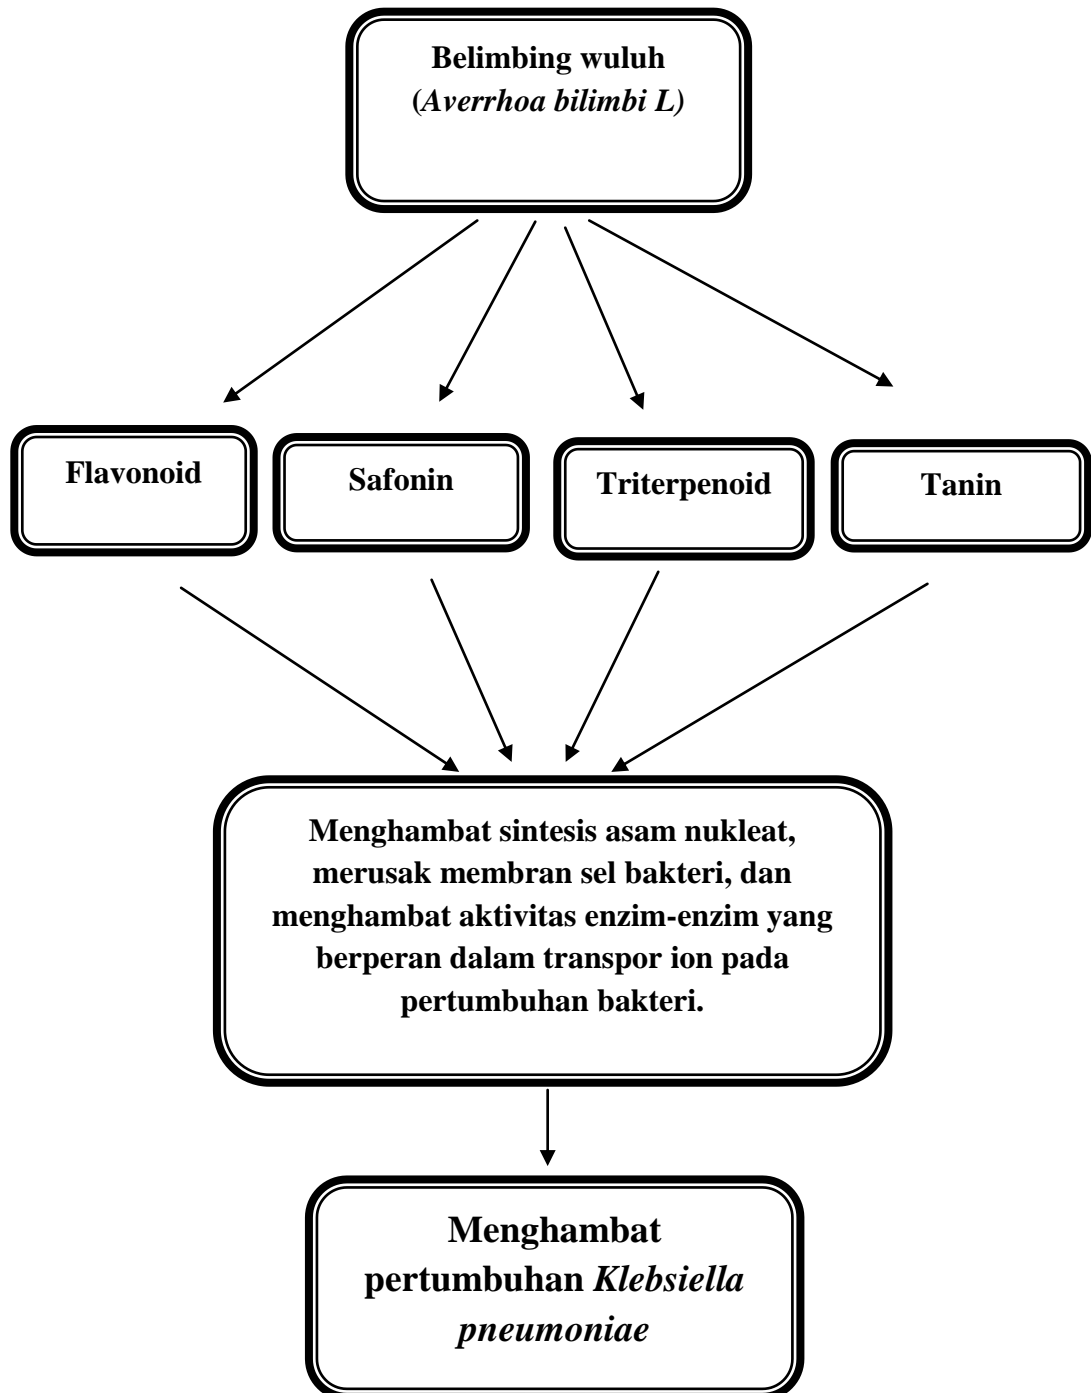 Belimbing wuluh
(Averrhoa bilimbi L)
Flavonoid
Safonin
Triterpenoid
Tanin
Menghambat sintesis asam nukleat,
merusak membran sel bakteri, dan
menghambat aktivitas enzim-enzim yang
berperan dalam transpor ion pada
pertumbuhan bakteri.
Menghambat
pertumbuhan Klebsiella
pneumoniae